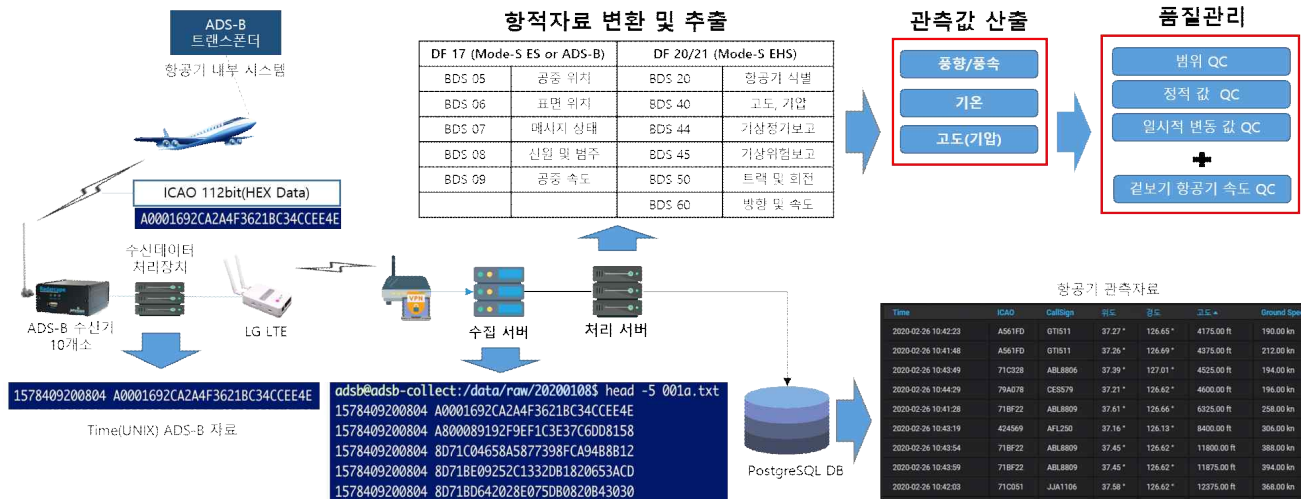 ADS-B
트랜스폰더
항공기 내부 시스템
ICAO 112bit(HEX Data)
A0001692CA2A4F3621BC34CCEE4E
수신데이터
처리장치
ADS-B 수신기
10개소
LG LTE
VPN
수집 서버
처리 서버
1578409200804 A0001692CA2A4F3621BC34CCEE4E
Time(UNIX) ADS-B 자료
adsb@adsb-collect:/data/raw/20200108$ head -5 001a.txt
1578409200804 A0001692CA2A4F3621BC34CCEE4E
1578409200804 A800089192F9EF1C3E37C6DD8158
1578409200804 8D71C04658A5877398FCA94B8B12
1578409200804 8D71BE09252C1332DB1820653ACD
1578409200804 8D71BD642028E075DB0820B43030
항적자료 변환 및 추출
DF 17 (Mode-S ES or ADS-B) DF 20/21 (Mode-S EHS)
BDS 05 공중 위치 BDS 20 항공기 식별
BDS 06 표면 위치 BDS 40 고도, 기압
BDS 07 메시지 상태 BDS 44 기상정기보고
BDS 08 신원 및 범주 BDS 45 기상위험보고
BDS 09 공중 속도 BDS 50 트랙 및 회전
BDS 60 방향 및 속도
관측값 산출
풍향/풍속
기온
고도(기압)
품질관리
범위 QC
정적 값 QC
일시적 변동 값 QC
겉보기 항공기 속도 QC
PostgreSQL DB
항공기 관측자료
Time ICAO CallSign 위도 경도 고도 Ground Spe
2020-02-26 10:42:23 A561FD GTI511 37.27 ° 126.65 ° 4175.00 ft 190.00 kn
2020-02-26 10:41:48 A561FD GTI511 37.26 ° 126.69 ° 4375.00 ft 212.00 kn
2020-02-26 10:43:49 71C328 ABL8806 37.39 ° 127.01 ° 4525.00 ft 194.00 kn
2020-02-26 10:44:29 79A078 CES579 37.21 ° 126.62 ° 4600.00 ft 196.00 kn
2020-02-26 10:41:28 71BF22 ABL8809 37.61 ° 126.66 ° 6325.00 ft 258.00 kn
2020-02-26 10:43:19 424569 AFL250 37.16 ° 126.13 ° 8400.00 ft 306.00 kn
2020-02-26 10:43:54 71BF22 ABL8809 37.45 ° 126.62 ° 11800.00 ft 388.00 kn
2020-02-26 10:43:59 71BF22 ABL8809 37.45 ° 126.62 ° 11875.00 ft 394.00 kn
2020-02-26 10:42:03 71C051 JJA1106 37.58 ° 126.62 ° 12375.00 ft 368.00 kn